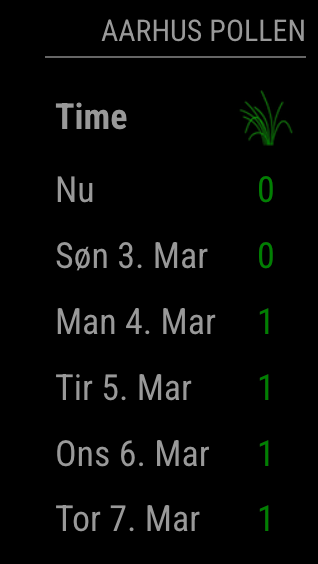 AARHUS POLLEN
Time
Nu 0
Søn 3. Mar 0
Man 4. Mar 1
Tir 5. Mar 1
Ons 6. Mar 1
Tor 7. Mar 1